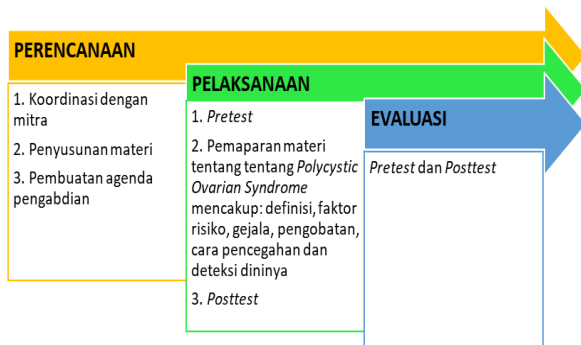 PERENCANAAN
1. Koordinasi dengan
mitra
2. Penyusunan materi
3. Pembuatan agenda
pengabdian
PELAKSANAAN
1. Pretest
2. Pemaparan materi
tentang tentang Polycystic
Ovarian Syndrome
mencakup: definisi, faktor
risiko, gejala, pengobatan,
cara pencegahan dan
deteksi dininya
3. Posttest
EVALUASI
Pretest dan Posttest